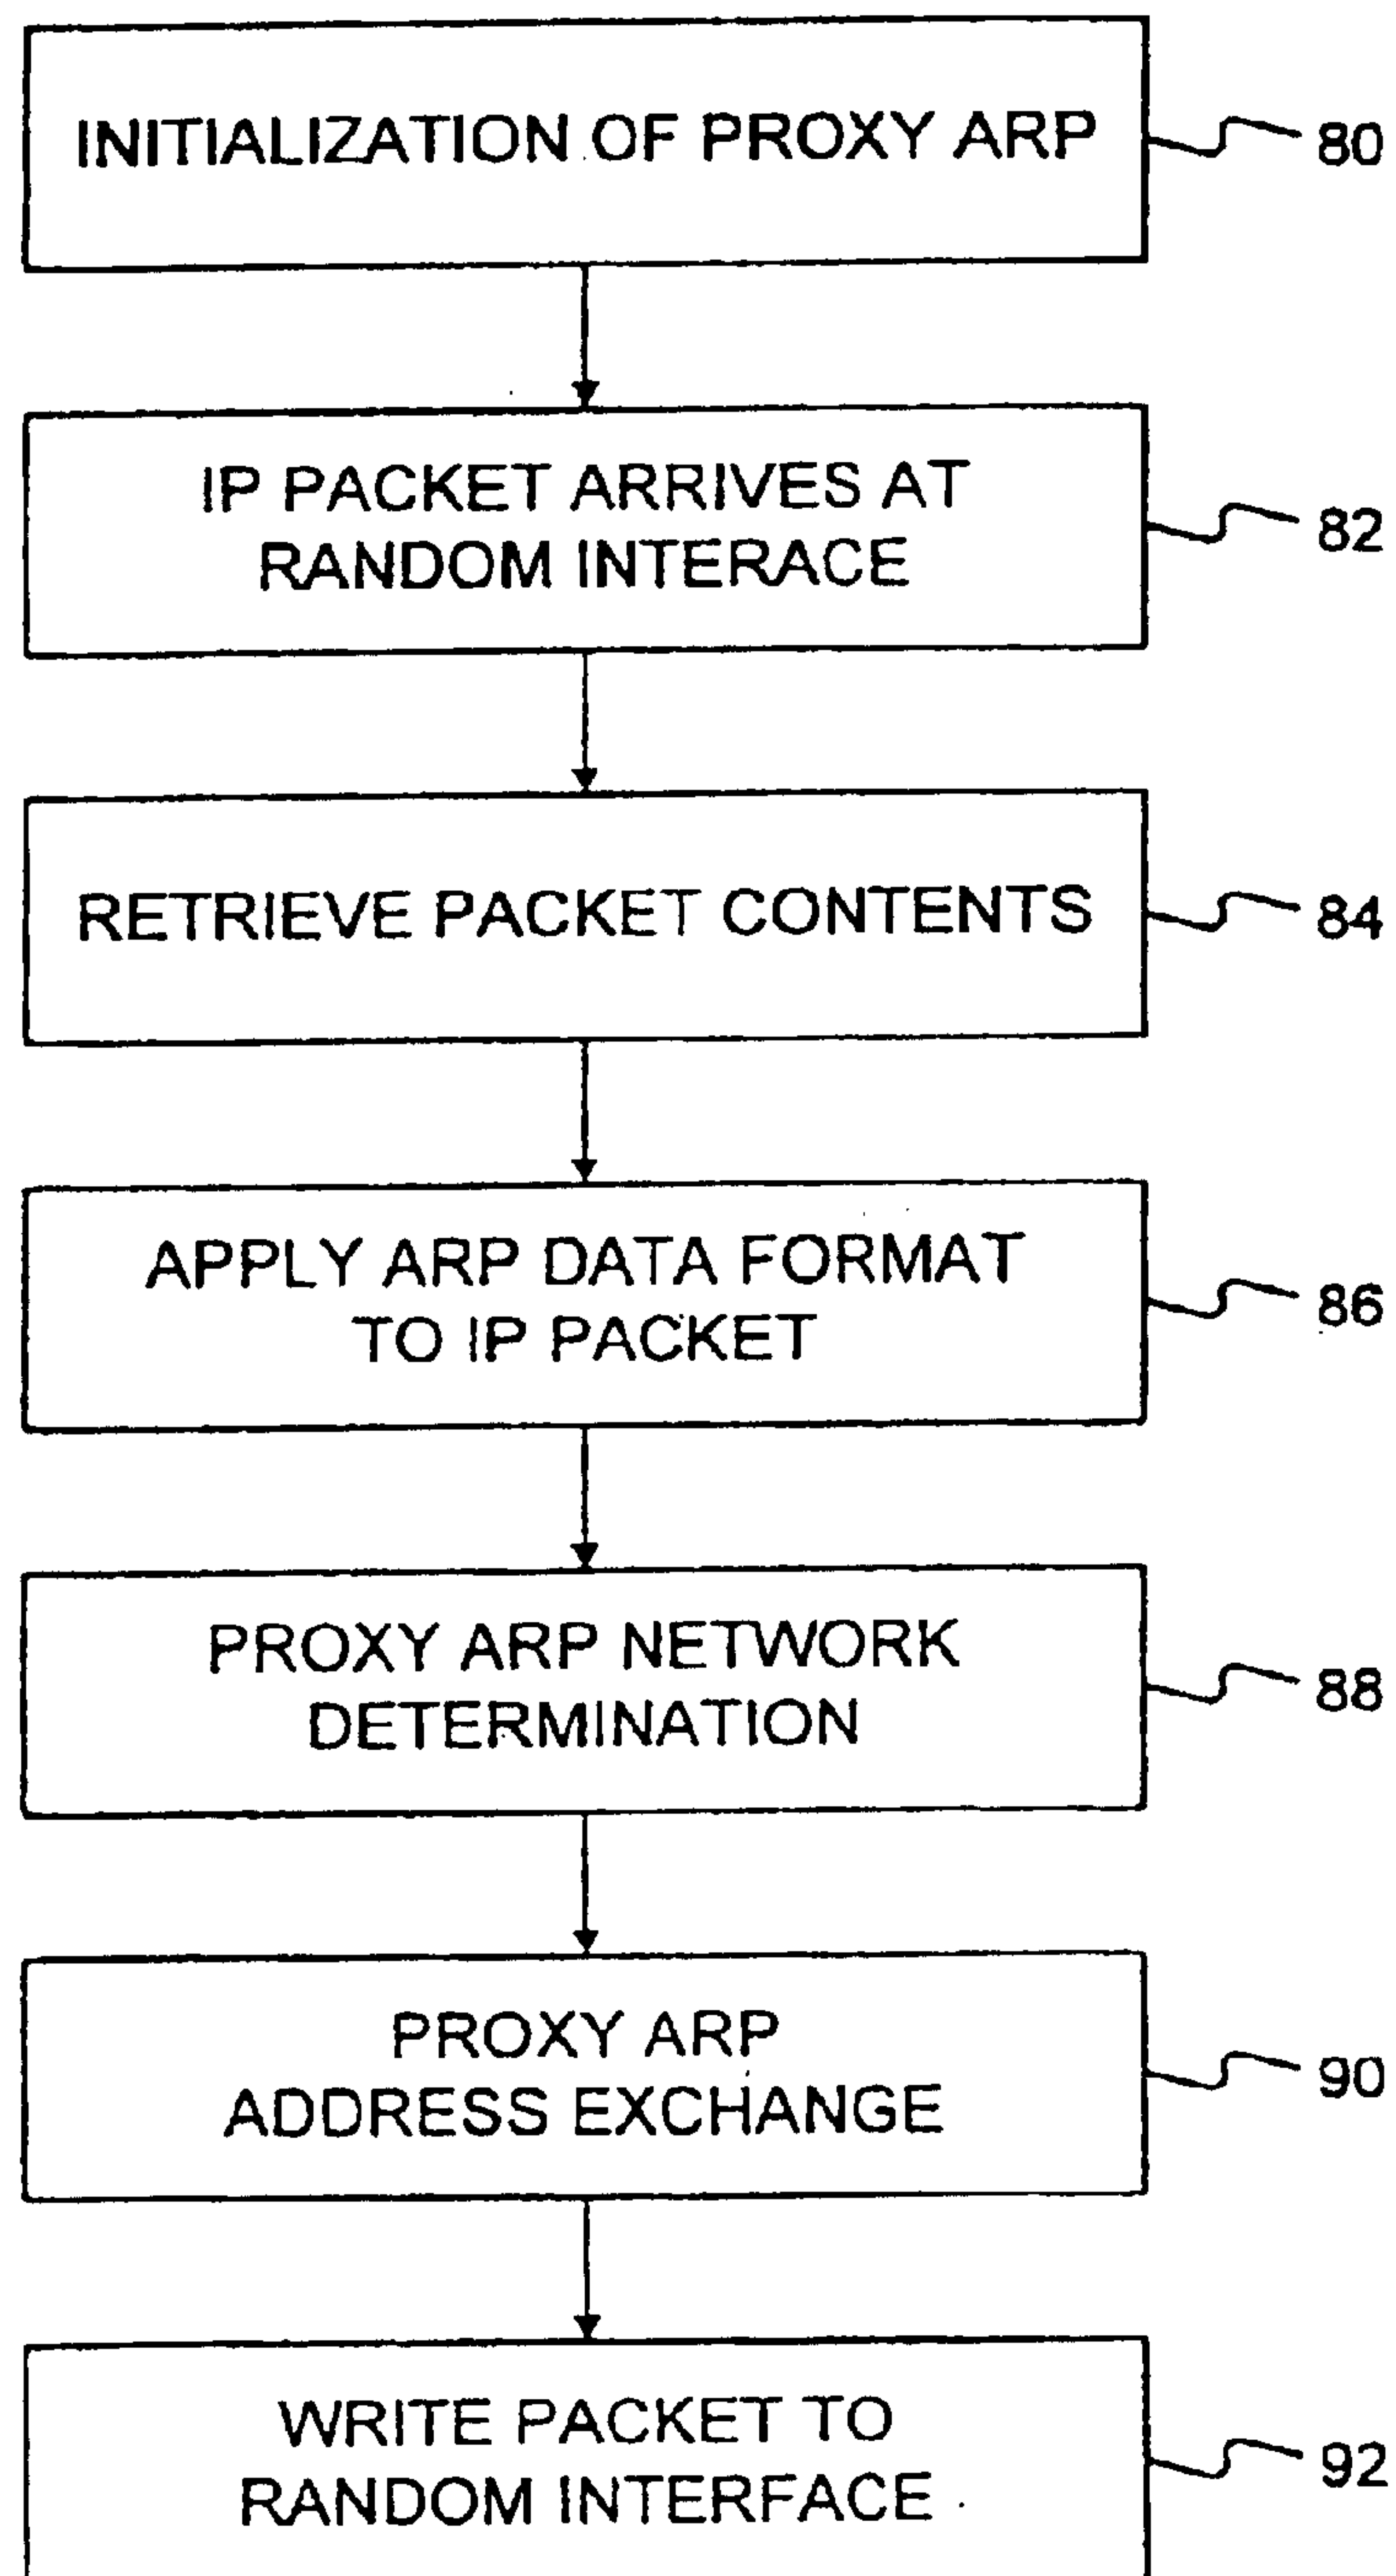 INITIALIZATION OF PROXY ARP
80
IP PACKET ARRIVES AT
RANDOM INTERACE
82
RETRIEVE PACKET CONTENTS
84
APPLY ARP DATA FORMAT
TO IP PACKET
86
PROXY ARP NETWORK
DETERMINATION
88
PROXY ARP
ADDRESS EXCHANGE
90
WRITE PACKET TO
RANDOM INTERFACE
92